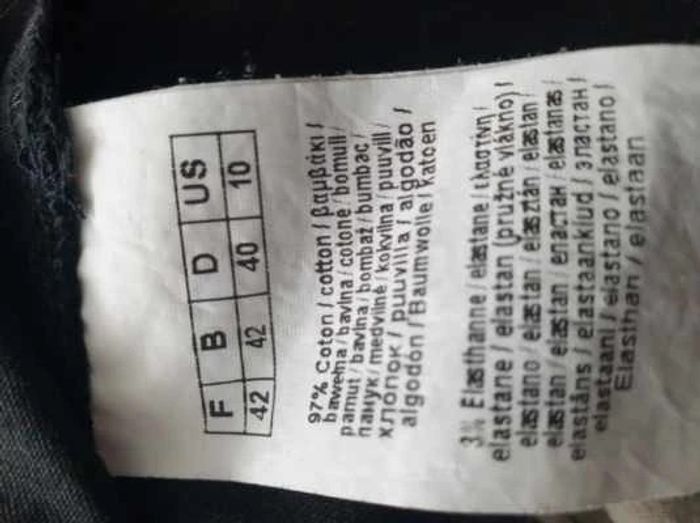 F B D US
42 42 40 10
97% Coton / cotton / βαμβάκι /
bawełna / bavlna / cotone / bomull /
pamut / bavlna / bombaž / bumbac /
памук / medvilnė / kokvilna / puuvill /
хлопок / puuvilla / algodão /
algodón / Baumwolle / katoen
3% Elasthanne / elastane / ελαστίνη /
elastane / elastan (pružné vlákno) /
elastano / elastan / elasztán / elastan /
elastan / elastan / еластан / elastanas /
elastāns / elastaankiud / эластан /
elastaani / elastano / elastano /
Elasthan / elastaan